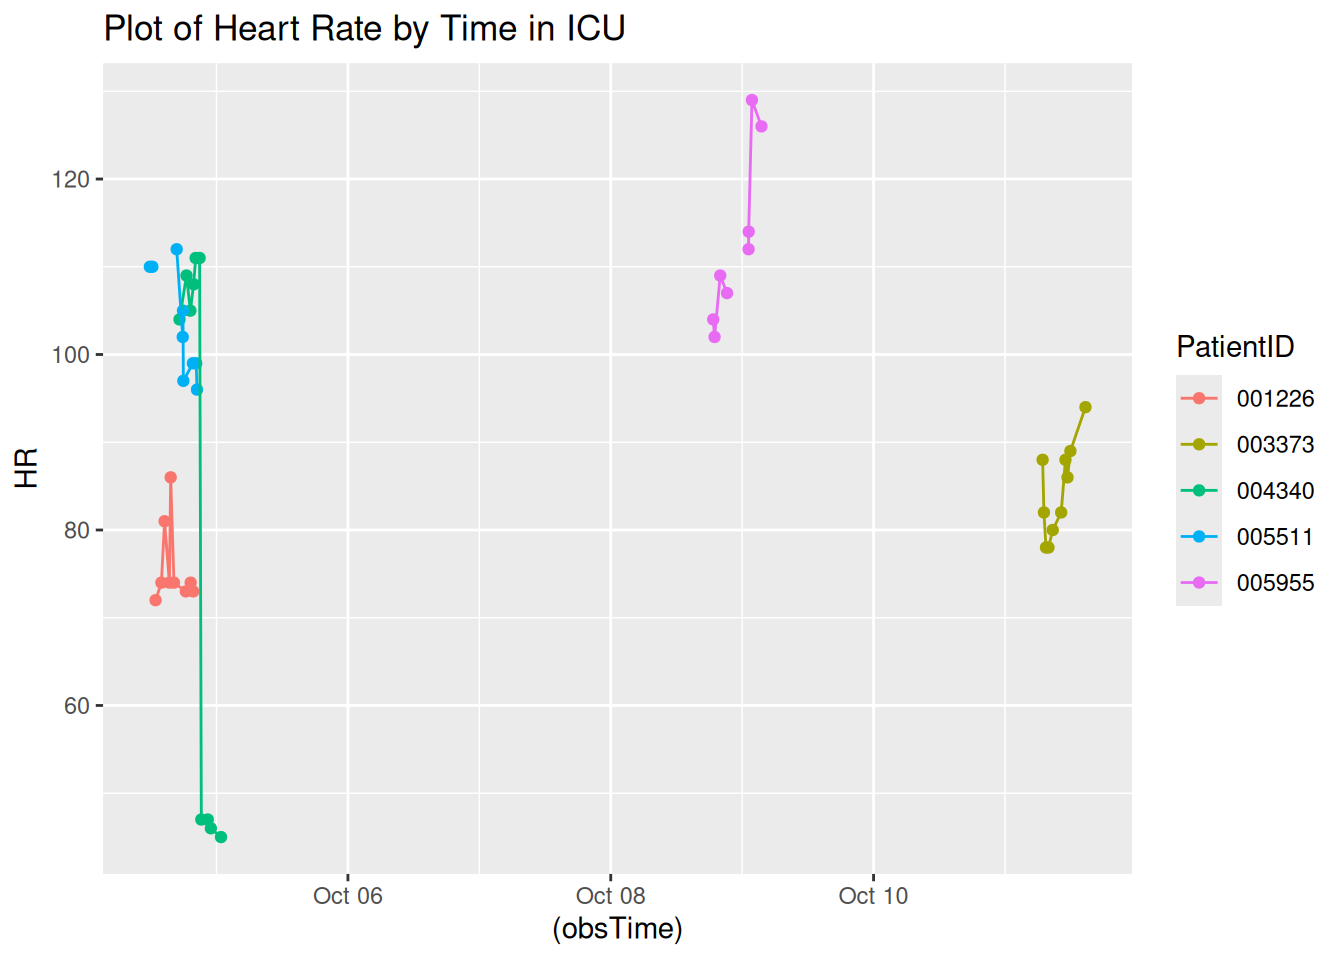 Plot of Heart Rate by Time in ICU
120
100
80
60
HR
Oct 06
Oct 08
Oct 10
(obsTime)
PatientID
001226
003373
004340
005511
005955